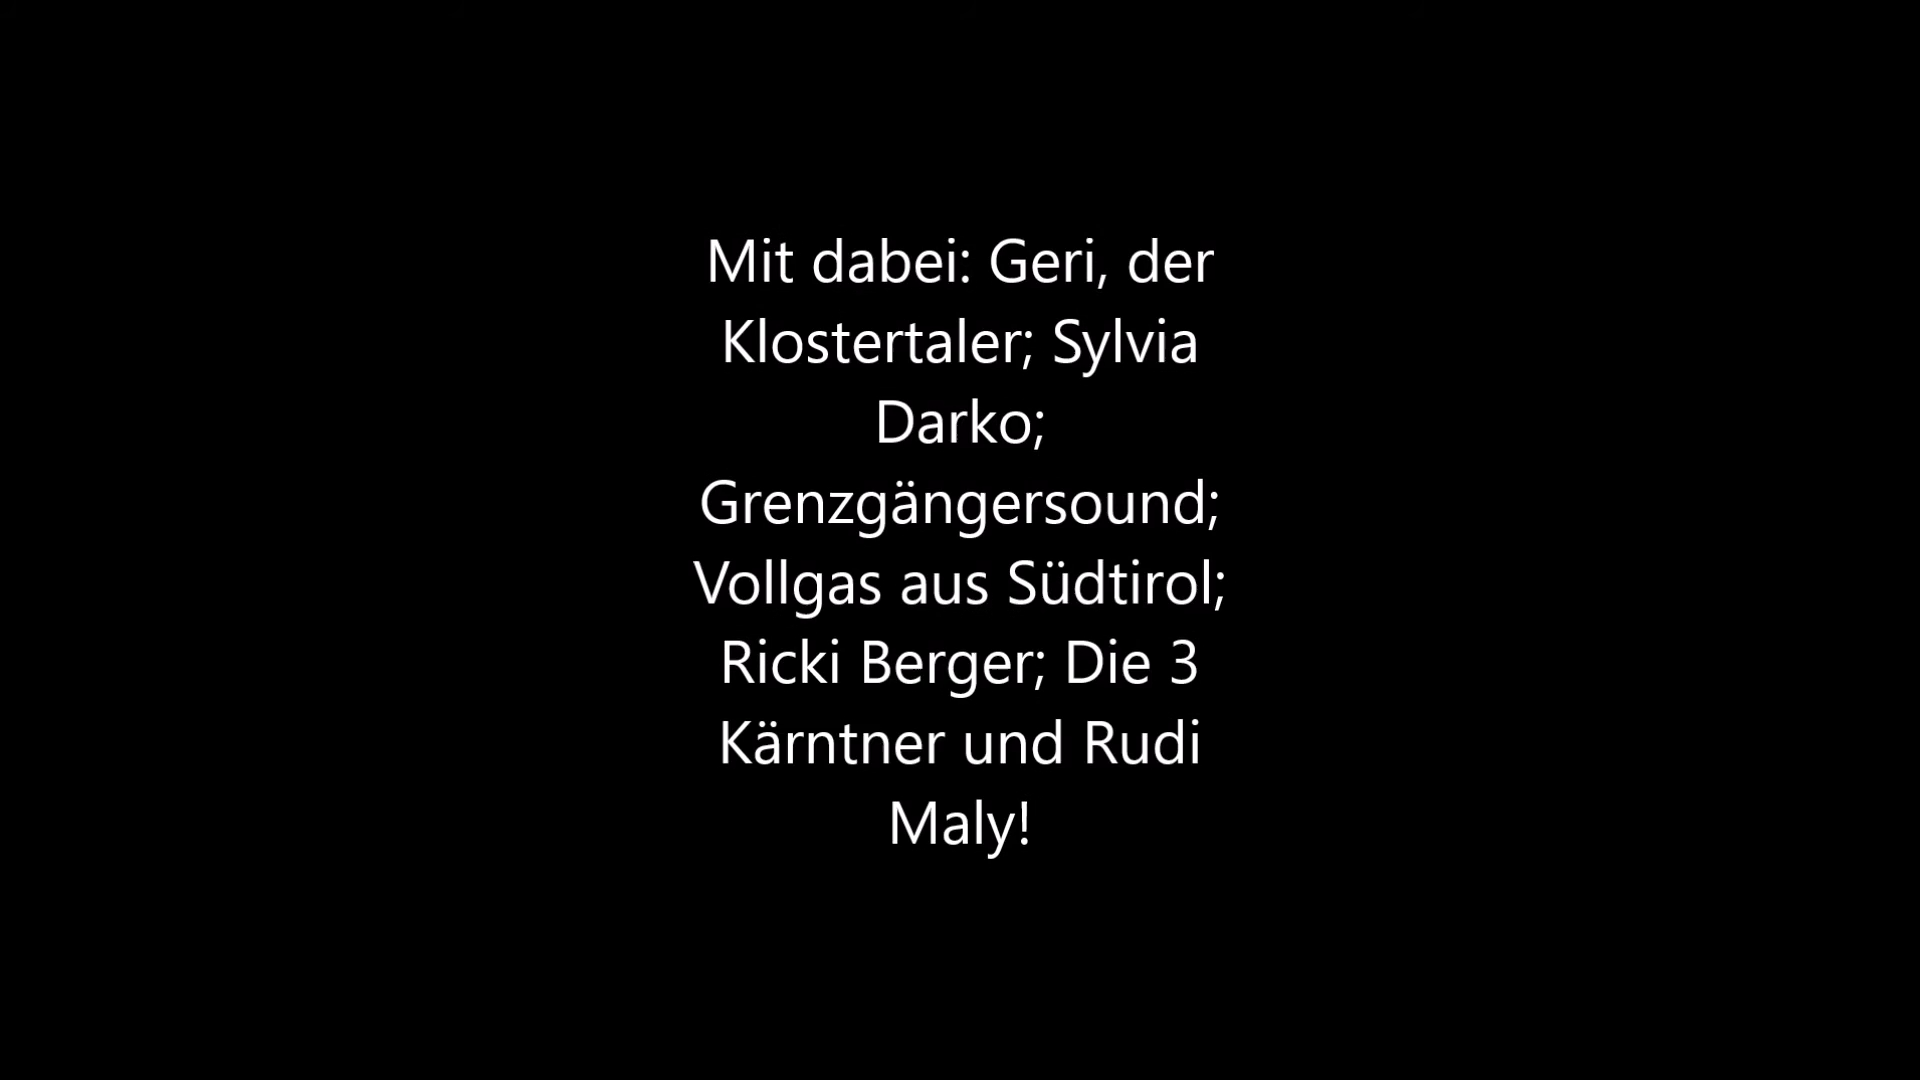 Mit dabei: Geri, der
Klostertaler; Sylvia
Darko;
Grenzgängersound;
Vollgas aus Südtirol;
Ricki Berger; Die 3
Kärntner und Rudi
Maly!